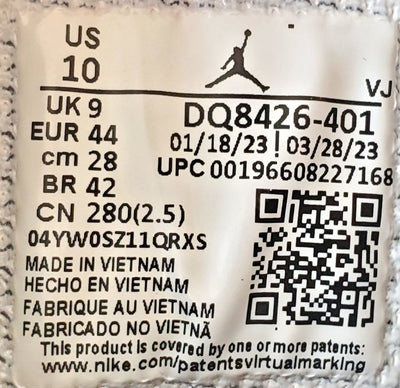 US
10
VJ
UK 9
EUR 44
cm 28
BR 42
CN 280(2.5)
DQ8426-401
01/18/23 | 03/28/23
UPC 00196608227168
04YW0SZ11QRXS
MADE IN VIETNAM
HECHO EN VIETNAM
FABRIQUE AU VIETNAM
FABRICADO NO VIETNÃ
This product is covered by one or more patents:
www.nike.com/patentsvirtualmarking